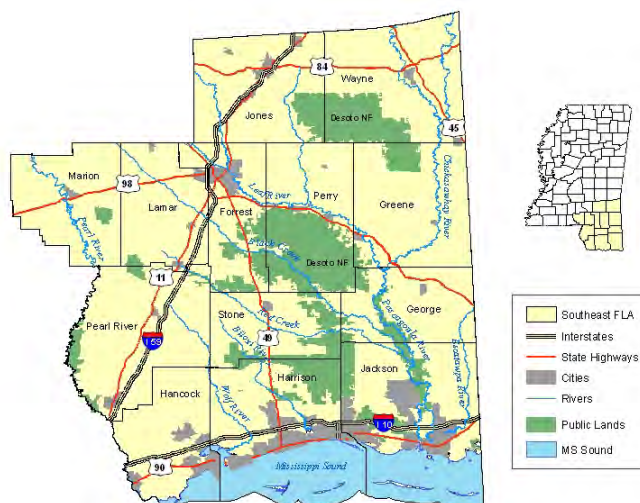 84
Wayne
Jones
Desoto NF
45
Marion
98
Lamar
Pearl River
Forrest
Leaf River
Perry
Greene
Chickasawhay River
Black Creek
Desoto NF
11
Pearl River
I 59
Stone
Red Creek
49
Biloxi River
Pascagoula River
George
Escatawpa River
Hancock
Wolf River
Harrison
Jackson
I 10
90
Mississippi Sound
Southeast FLA
Interstates
State Highways
Cities
Rivers
Public Lands
MS Sound